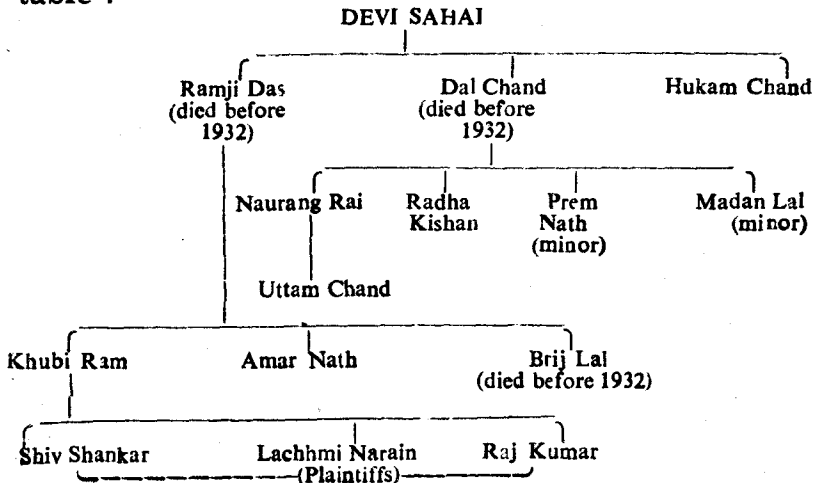 table :
DEVI SAHAI
Ramji Das Dal Chand Hukam Chand
(died before (died before
1932) 1932)
Naurang Rai Radha Prem Madan Lal
Kishan Nath (minor)
(minor)
Uttam Chand
Khubi Ram Amar Nath Brij Lal
(died before 1932)
Shiv Shankar Lachhmi Narain Raj Kumar
(Plaintiffs)